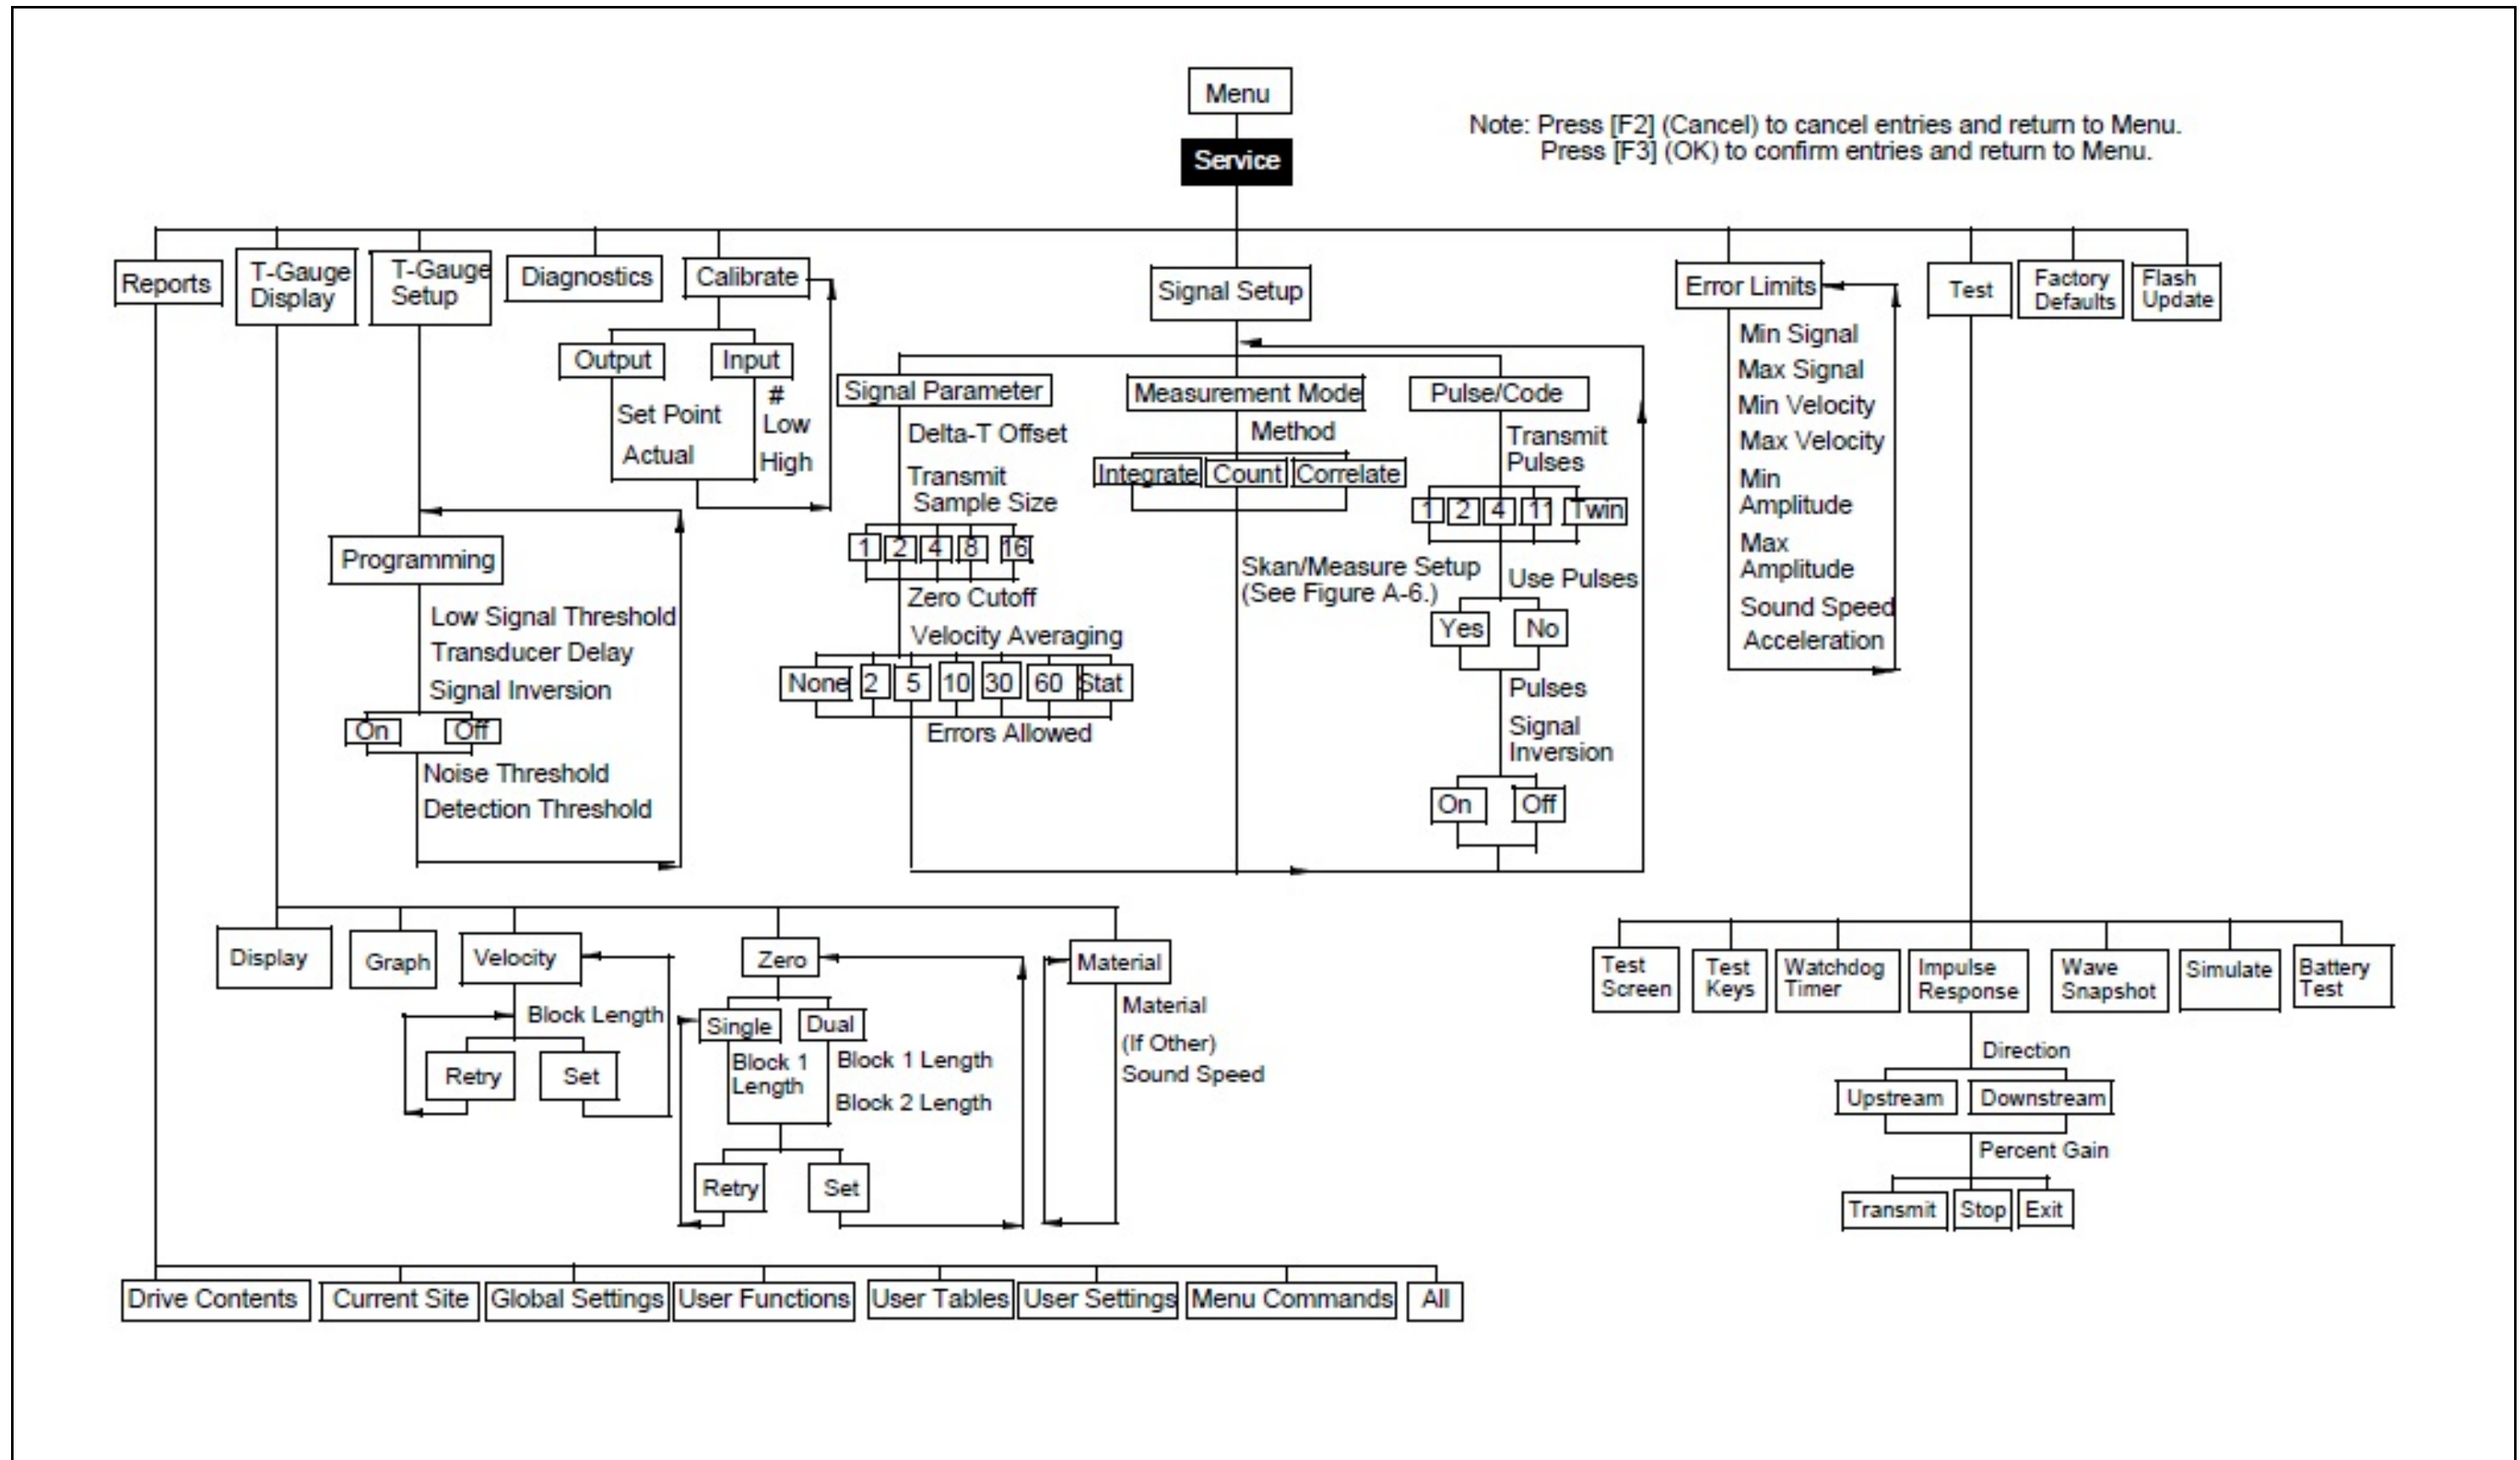 Menu
Service
Note: Press [F2] (Cancel) to cancel entries and return to Menu.
Press [F3] (OK) to confirm entries and return to Menu.
Reports
T-Gauge
Display
T-Gauge
Setup
Diagnostics
Calibrate
Signal Setup
Error Limits
Test
Factory
Defaults
Flash
Update
Output
Input
Set Point
Actual
#
Low
High
Programming
Low Signal Threshold
Transducer Delay
Signal Inversion
On
Off
Noise Threshold
Detection Threshold
Signal Parameter
Delta-T Offset
Transmit
Sample Size
1
2
4
8
16
Zero Cutoff
Velocity Averaging
None
2
5
10
30
60
Stat
Errors Allowed
Measurement Mode
Method
Integrate
Count
Correlate
Skan/Measure Setup
(See Figure A-6.)
Pulse/Code
Transmit
Pulses
1
2
4
11
Twin
Use Pulses
Yes
No
Pulses
Signal
Inversion
On
Off
Min Signal
Max Signal
Min Velocity
Max Velocity
Min
Amplitude
Max
Amplitude
Sound Speed
Acceleration
Display
Graph
Velocity
Block Length
Retry
Set
Zero
Single
Dual
Block 1
Length
Block 1 Length
Block 2 Length
Retry
Set
Material
Material
(If Other)
Sound Speed
Test
Screen
Test
Keys
Watchdog
Timer
Impulse
Response
Wave
Snapshot
Simulate
Battery
Test
Direction
Upstream
Downstream
Percent Gain
Transmit
Stop
Exit
Drive Contents
Current Site
Global Settings
User Functions
User Tables
User Settings
Menu Commands
All